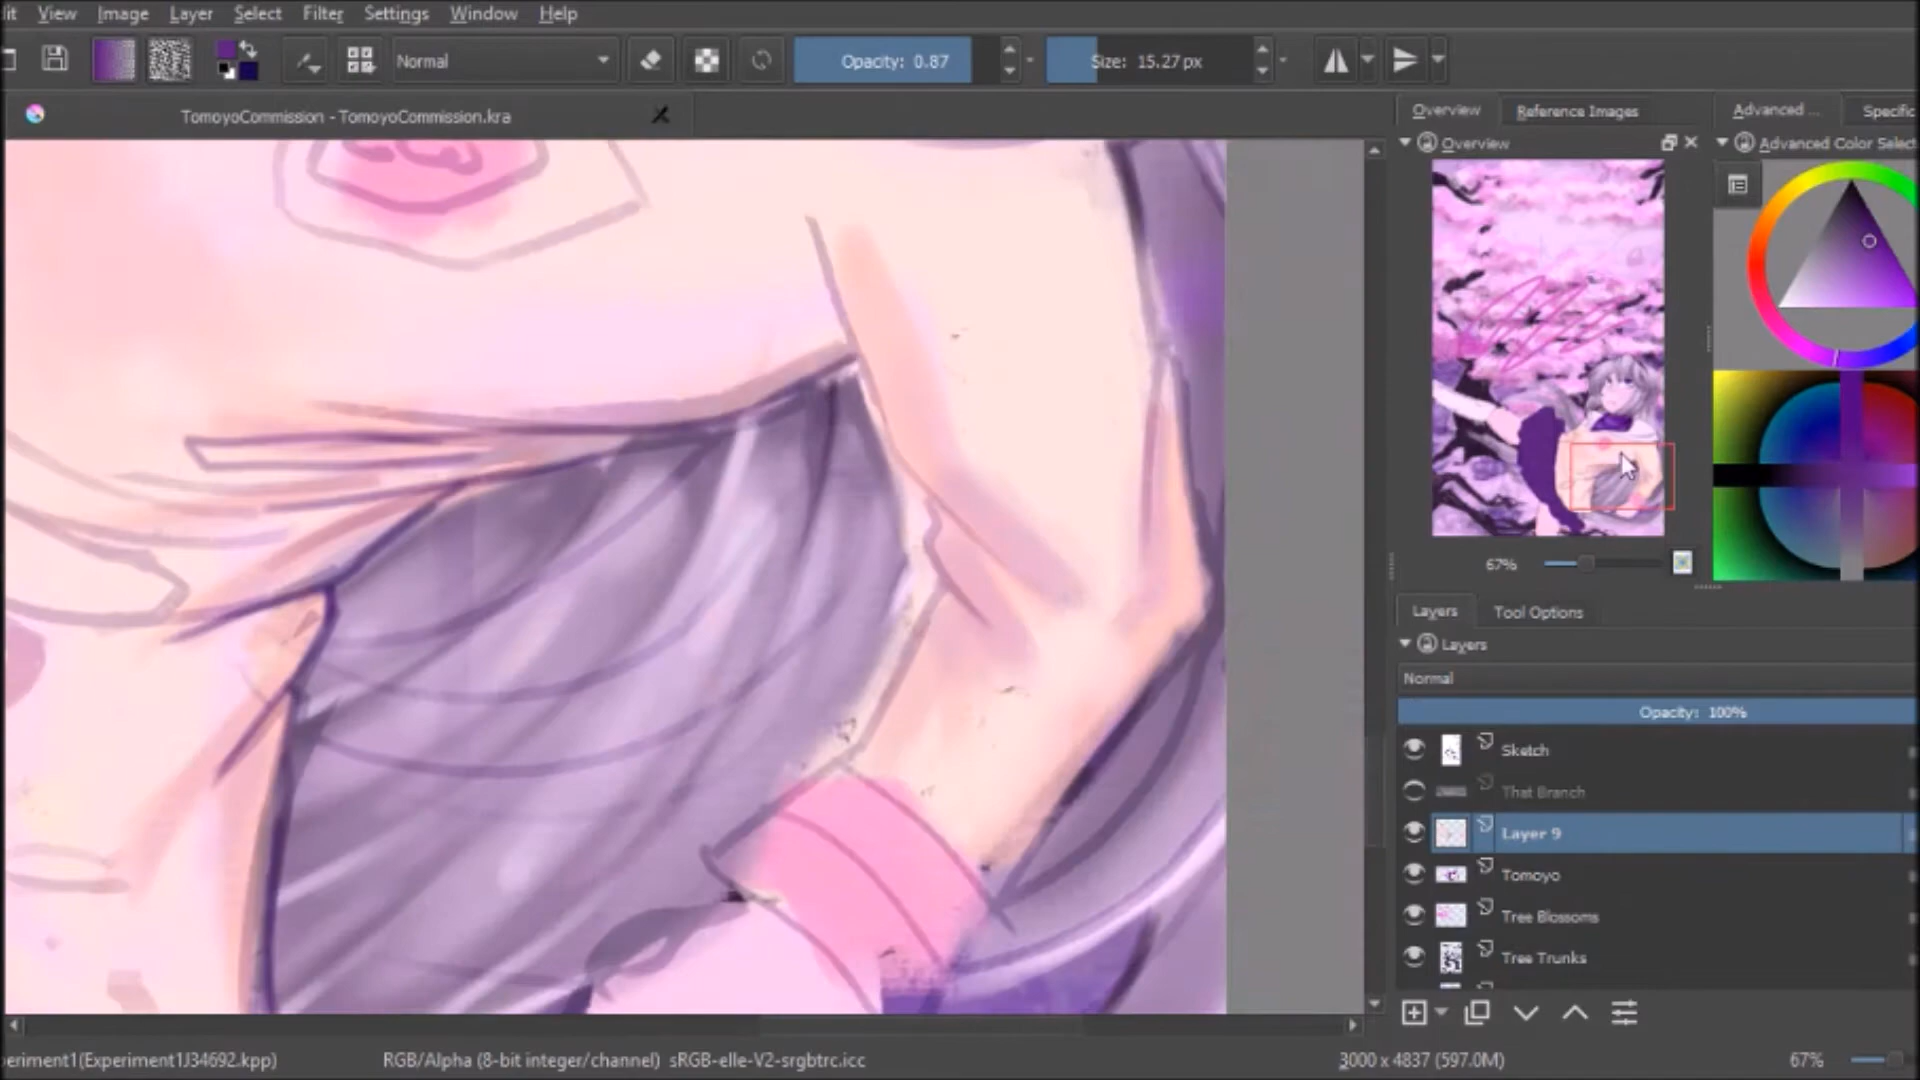 it View Image Layer Select Filter Settings Window Help
Normal Opacity: 0.87 Size: 15.27 px
TomoyoCommission - TomoyoCommission.kra
Overview Reference Images Advanced ... Specific
Overview Advanced Color Select
67%
Layers Tool Options
Layers
Normal
Opacity: 100%
Sketch
That Branch
Layer 9
Tomoyo
Tree Blossoms
Tree Trunks
periment1(Experiment1J34692.kpp) RGB/Alpha (8-bit integer/channel) sRGB-elle-V2-srgbtrc.icc 3000 x 4837 (597.0M) 67%